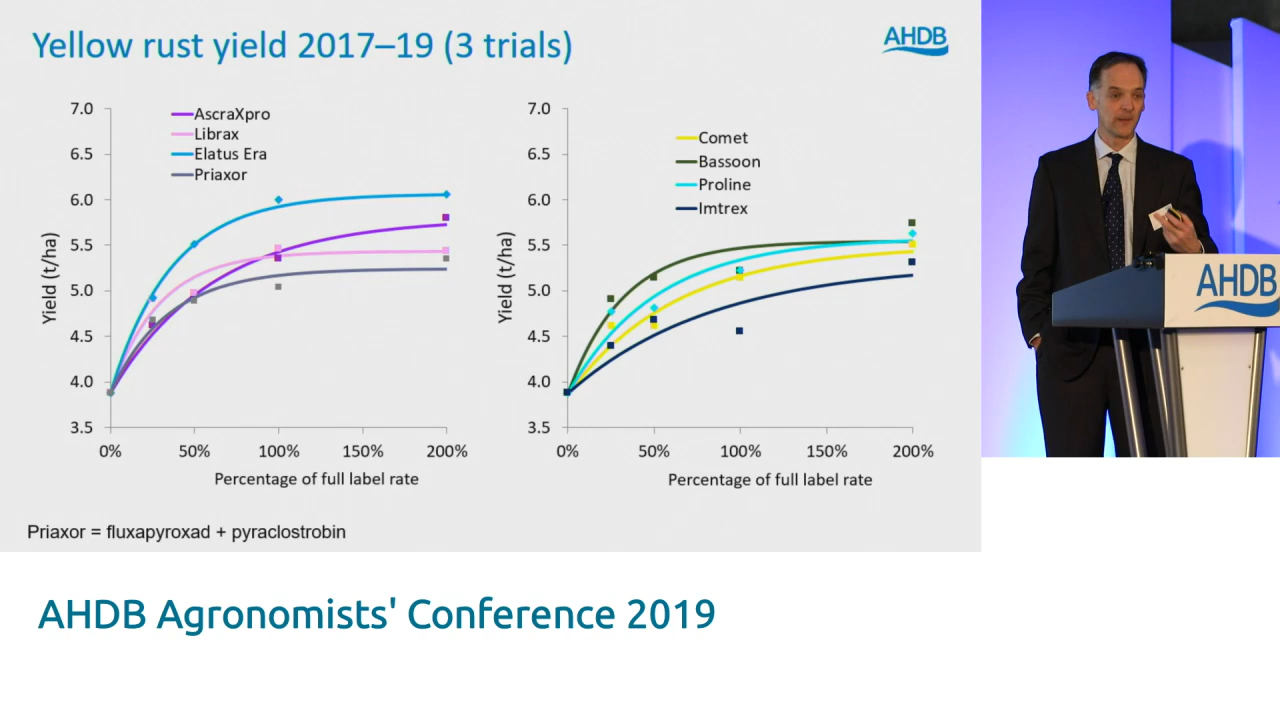 Yellow rust yield 2017–19 (3 trials)
AHDB
7.0
6.5
6.0
5.5
5.0
4.5
4.0
3.5
Yield (t/ha)
AscraXpro
Librax
Elatus Era
Priaxor
0%
50%
100%
150%
200%
Percentage of full label rate
7.0
6.5
6.0
5.5
5.0
4.5
4.0
3.5
Yield (t/ha)
Comet
Bassoon
Proline
Imtrex
0%
50%
100%
150%
200%
Percentage of full label rate
Priaxor = fluxapyroxad + pyraclostrobin
AHDB
AHDB Agronomists' Conference 2019